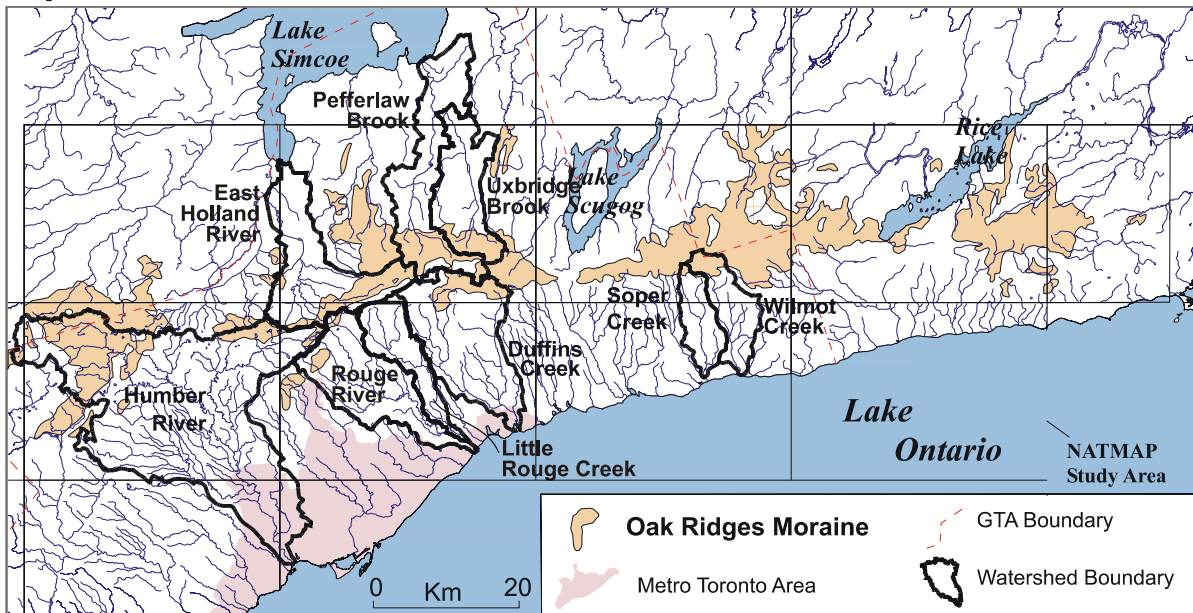 Lake
Simcoe
Pefferlaw
Brook
Rice
Lake
East
Holland
River
Uxbridge
Brook
Lake
Scugog
Soper
Creek
Wilmot
Creek
Duffins
Creek
Rouge
River
Humber
River
Little
Rouge Creek
Lake
Ontario
NATMAP
Study Area
Oak Ridges Moraine
GTA Boundary
Metro Toronto Area
Watershed Boundary
0 Km 20